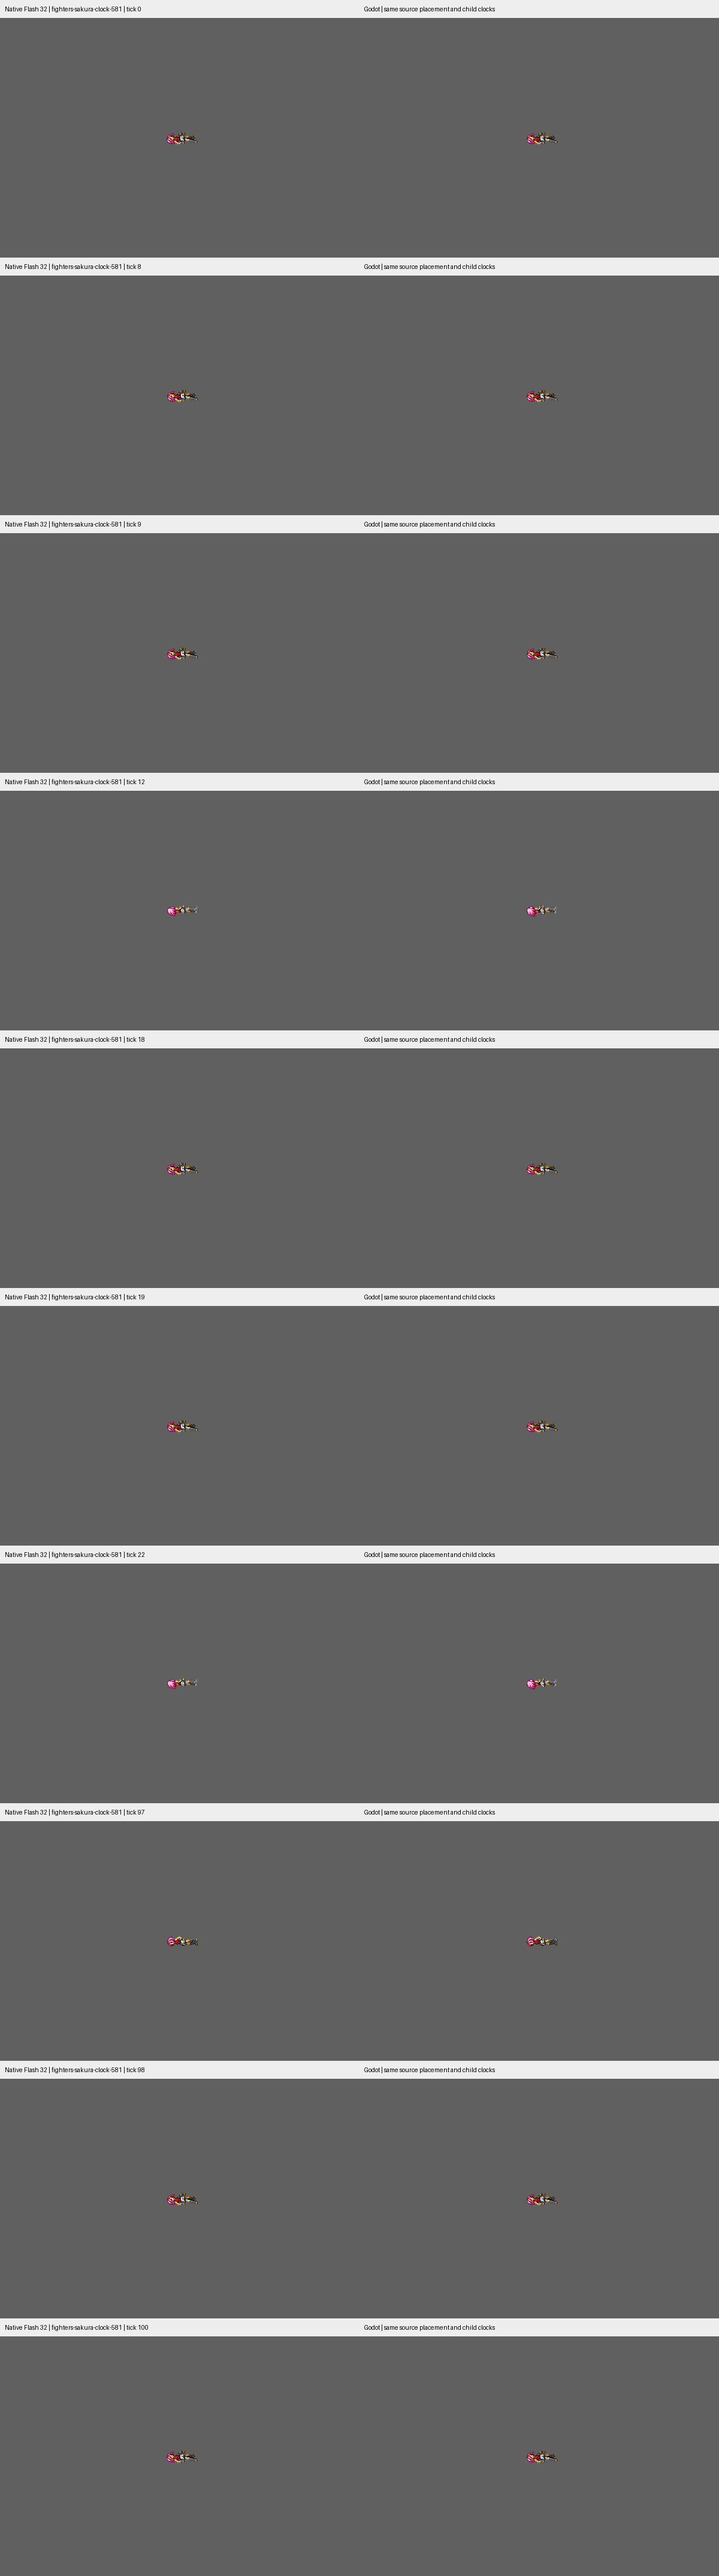 Native Flash 32 | fighters-sakura-clock-581 | tick 0
Godot | same source placement and child clocks
Native Flash 32 | fighters-sakura-clock-581 | tick 8
Godot | same source placement and child clocks
Native Flash 32 | fighters-sakura-clock-581 | tick 9
Godot | same source placement and child clocks
Native Flash 32 | fighters-sakura-clock-581 | tick 12
Godot | same source placement and child clocks
Native Flash 32 | fighters-sakura-clock-581 | tick 18
Godot | same source placement and child clocks
Native Flash 32 | fighters-sakura-clock-581 | tick 19
Godot | same source placement and child clocks
Native Flash 32 | fighters-sakura-clock-581 | tick 22
Godot | same source placement and child clocks
Native Flash 32 | fighters-sakura-clock-581 | tick 97
Godot | same source placement and child clocks
Native Flash 32 | fighters-sakura-clock-581 | tick 98
Godot | same source placement and child clocks
Native Flash 32 | fighters-sakura-clock-581 | tick 100
Godot | same source placement and child clocks